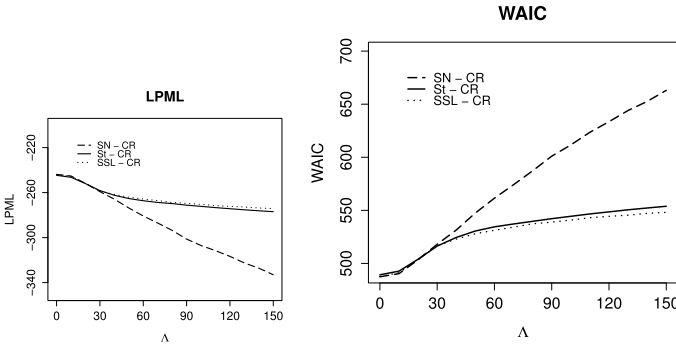 LPML
SN − CR
St − CR
SSL − CR
LPML
−220
−260
−300
−340
0 30 60 90 120 150
Λ
WAIC
SN − CR
St − CR
SSL − CR
WAIC
700
650
600
550
500
0 30 60 90 120 150
Λ